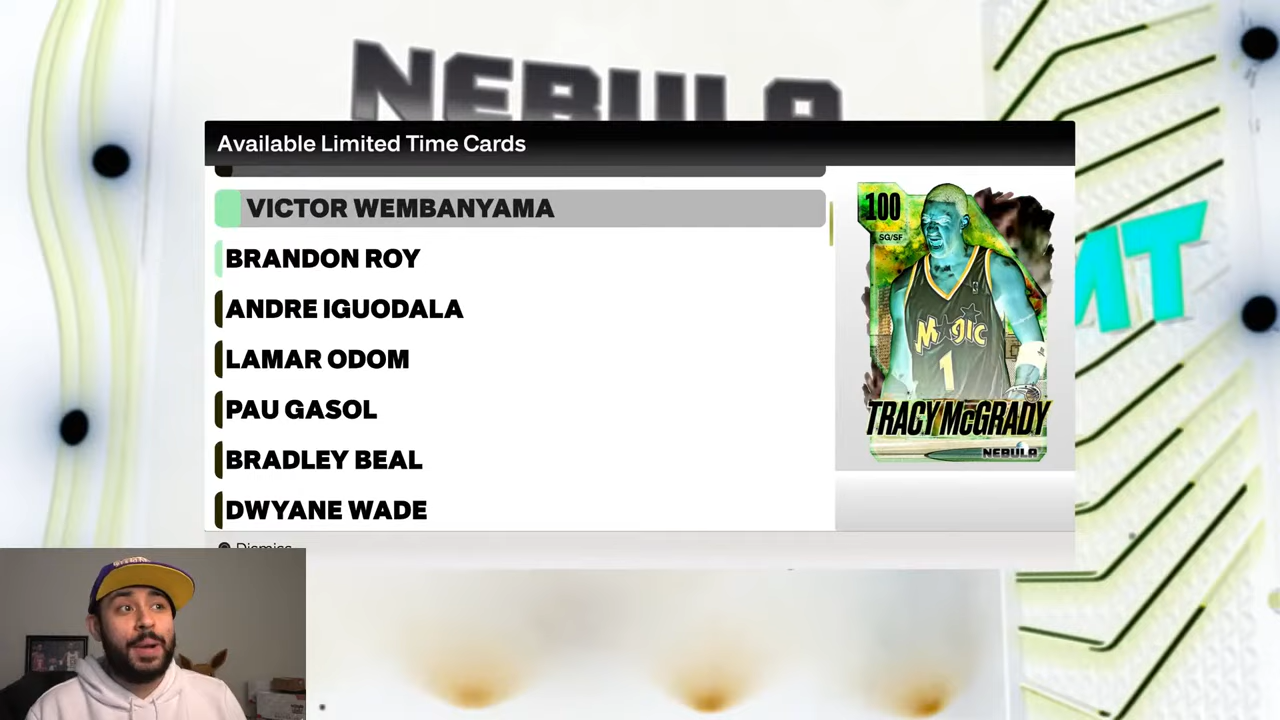 NEBULA
Available Limited Time Cards
VICTOR WEMBANYAMA
BRANDON ROY
ANDRE IGUODALA
LAMAR ODOM
PAU GASOL
BRADLEY BEAL
DWYANE WADE
Dismiss
100
SG/SF
MAGIC
1
TRACY McGRADY
NEBULA
MT